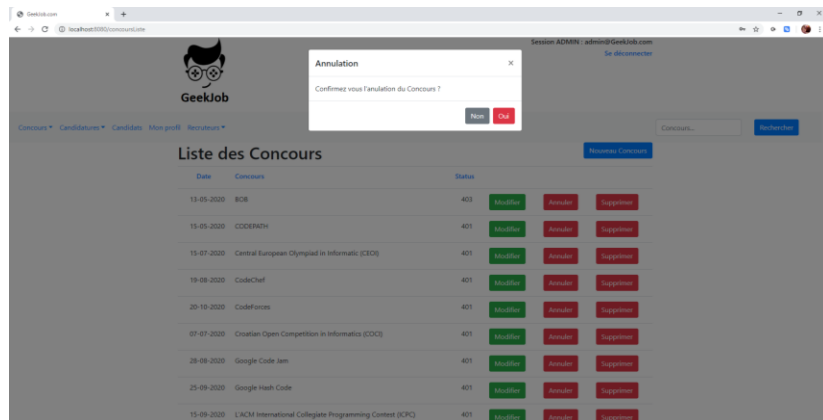 GeekJob.com
localhost:8080/concoursListe
Session ADMIN : admin@GeekJob.com
Se déconnecter
GeekJob
Annulation ×
Confirmez vous l'anulation du Concours ?
Non Oui
Concours Candidatures Candidats Mon profil Recruteurs Concours... Rechercher
Liste des Concours Nouveau Concours
Date Concours Status
13-05-2020 BOB 403 Modifier Annuler Supprimer
15-05-2020 CODEPATH 401 Modifier Annuler Supprimer
15-07-2020 Central European Olympiad in Informatic (CEOI) 401 Modifier Annuler Supprimer
19-08-2020 CodeChef 401 Modifier Annuler Supprimer
20-10-2020 CodeForces 401 Modifier Annuler Supprimer
07-07-2020 Croatian Open Competition in Informatics (COCI) 401 Modifier Annuler Supprimer
28-08-2020 Google Code Jam 401 Modifier Annuler Supprimer
25-09-2020 Google Hash Code 401 Modifier Annuler Supprimer
15-09-2020 L'ACM International Collegiate Programming Contest (ICPC) 401 Modifier Annuler Supprimer